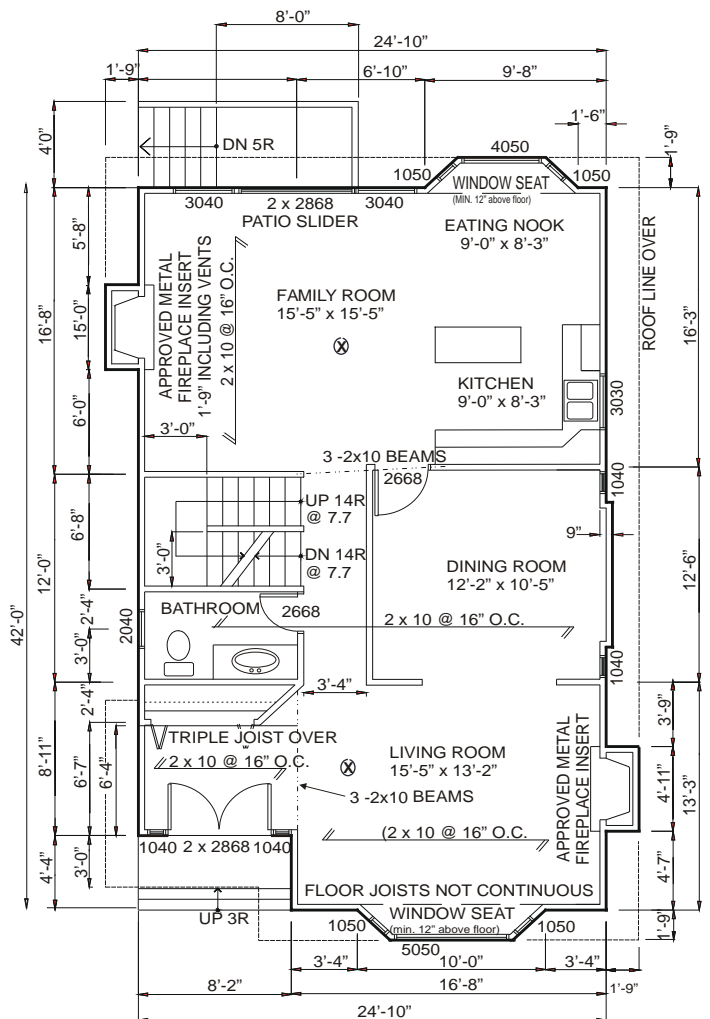 8'-0"
24'-10"
1'-9"
6'-10"
9'-8"
1'-6"
4'0"
DN 5R
4050
1'-9"
1050
1050
WINDOW SEAT
(MIN. 12" above floor)
3040
2 x 2868
3040
PATIO SLIDER
EATING NOOK
9'-0" x 8'-3"
5'-8"
16'-8"
15'-0"
6'-0"
APPROVED METAL
FIREPLACE INSERT
1'-9" INCLUDING VENTS
2 x 10 @ 16" O.C.
FAMILY ROOM
15'-5" x 15'-5"
X
ROOF LINE OVER
16'-3"
KITCHEN
9'-0" x 8'-3"
3030
3'-0"
3 -2x10 BEAMS
2668
1040
UP 14R
@ 7.7
6'-8"
9"
3'-0"
DN 14R
@ 7.7
12'-0"
DINING ROOM
12'-2" x 10'-5"
12'-6"
42'-0"
BATHROOM
2668
2'-4"
2040
2 x 10 @ 16" O.C.
3'-0"
1040
3'-4"
2'-4"
3'-9"
TRIPLE JOIST OVER
2 x 10 @ 16" O.C.
8'-11"
6'-7"
6'-4"
X
LIVING ROOM
15'-5" x 13'-2"
APPROVED METAL
FIREPLACE INSERT
4'-11"
13'-3"
3 -2x10 BEAMS
(2 x 10 @ 16" O.C.
1040
2 x 2868
1040
4'-4"
3'-0"
4'-7"
FLOOR JOISTS NOT CONTINUOUS
UP 3R
WINDOW SEAT
(min. 12" above floor)
1050
1050
5050
1'-9"
3'-4"
10'-0"
3'-4"
8'-2"
16'-8"
1'-9"
24'-10"